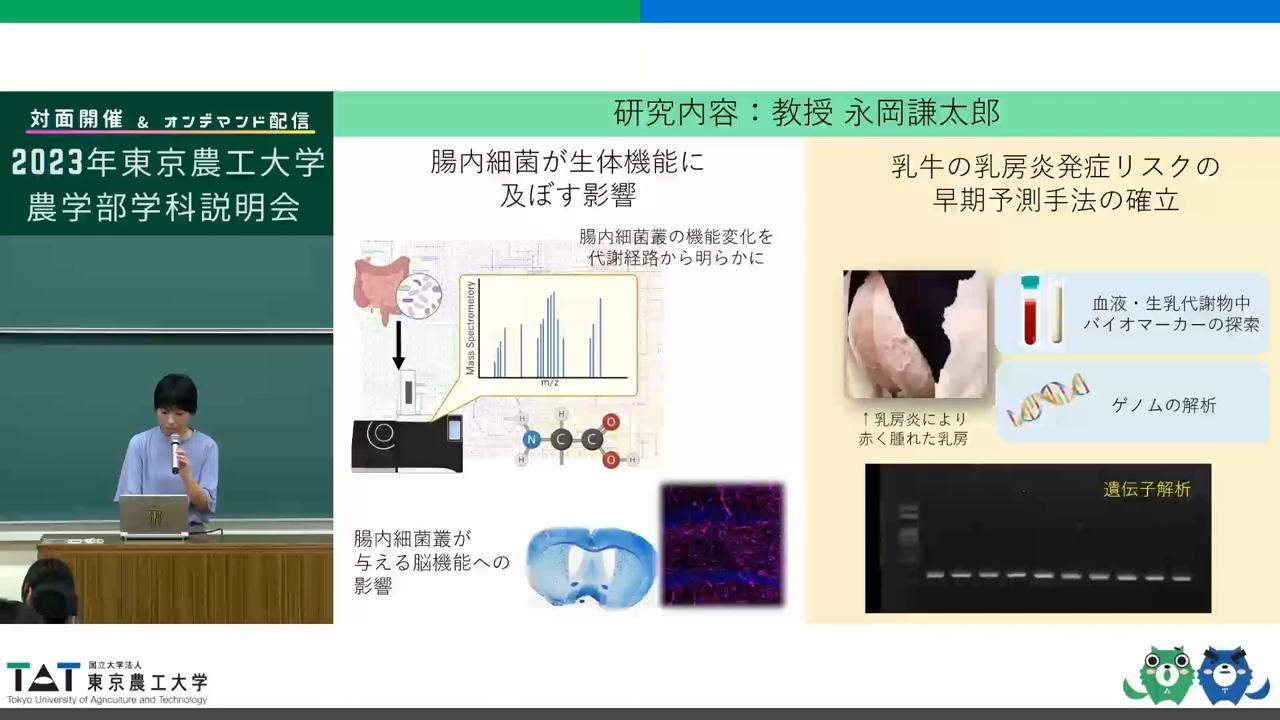 対面開催 & オンデマンド配信
2023年東京農工大学
農学部学科説明会
研究内容：教授 永岡謙太郎
腸内細菌が生体機能に
及ぼす影響
腸内細菌叢の機能変化を
代謝経路から明らかに
Mass Spectrometory
m/z
H
H
O
N
C
C
H
O
H
腸内細菌叢が
与える脳機能への
影響
乳牛の乳房炎発症リスクの
早期予測手法の確立
血液・生乳代謝物中
バイオマーカーの探索
ゲノムの解析
↑乳房炎により
赤く腫れた乳房
遺伝子解析
TAT
国立大学法人
東京農工大学
Tokyo University of Agriculture and Technology
A
T